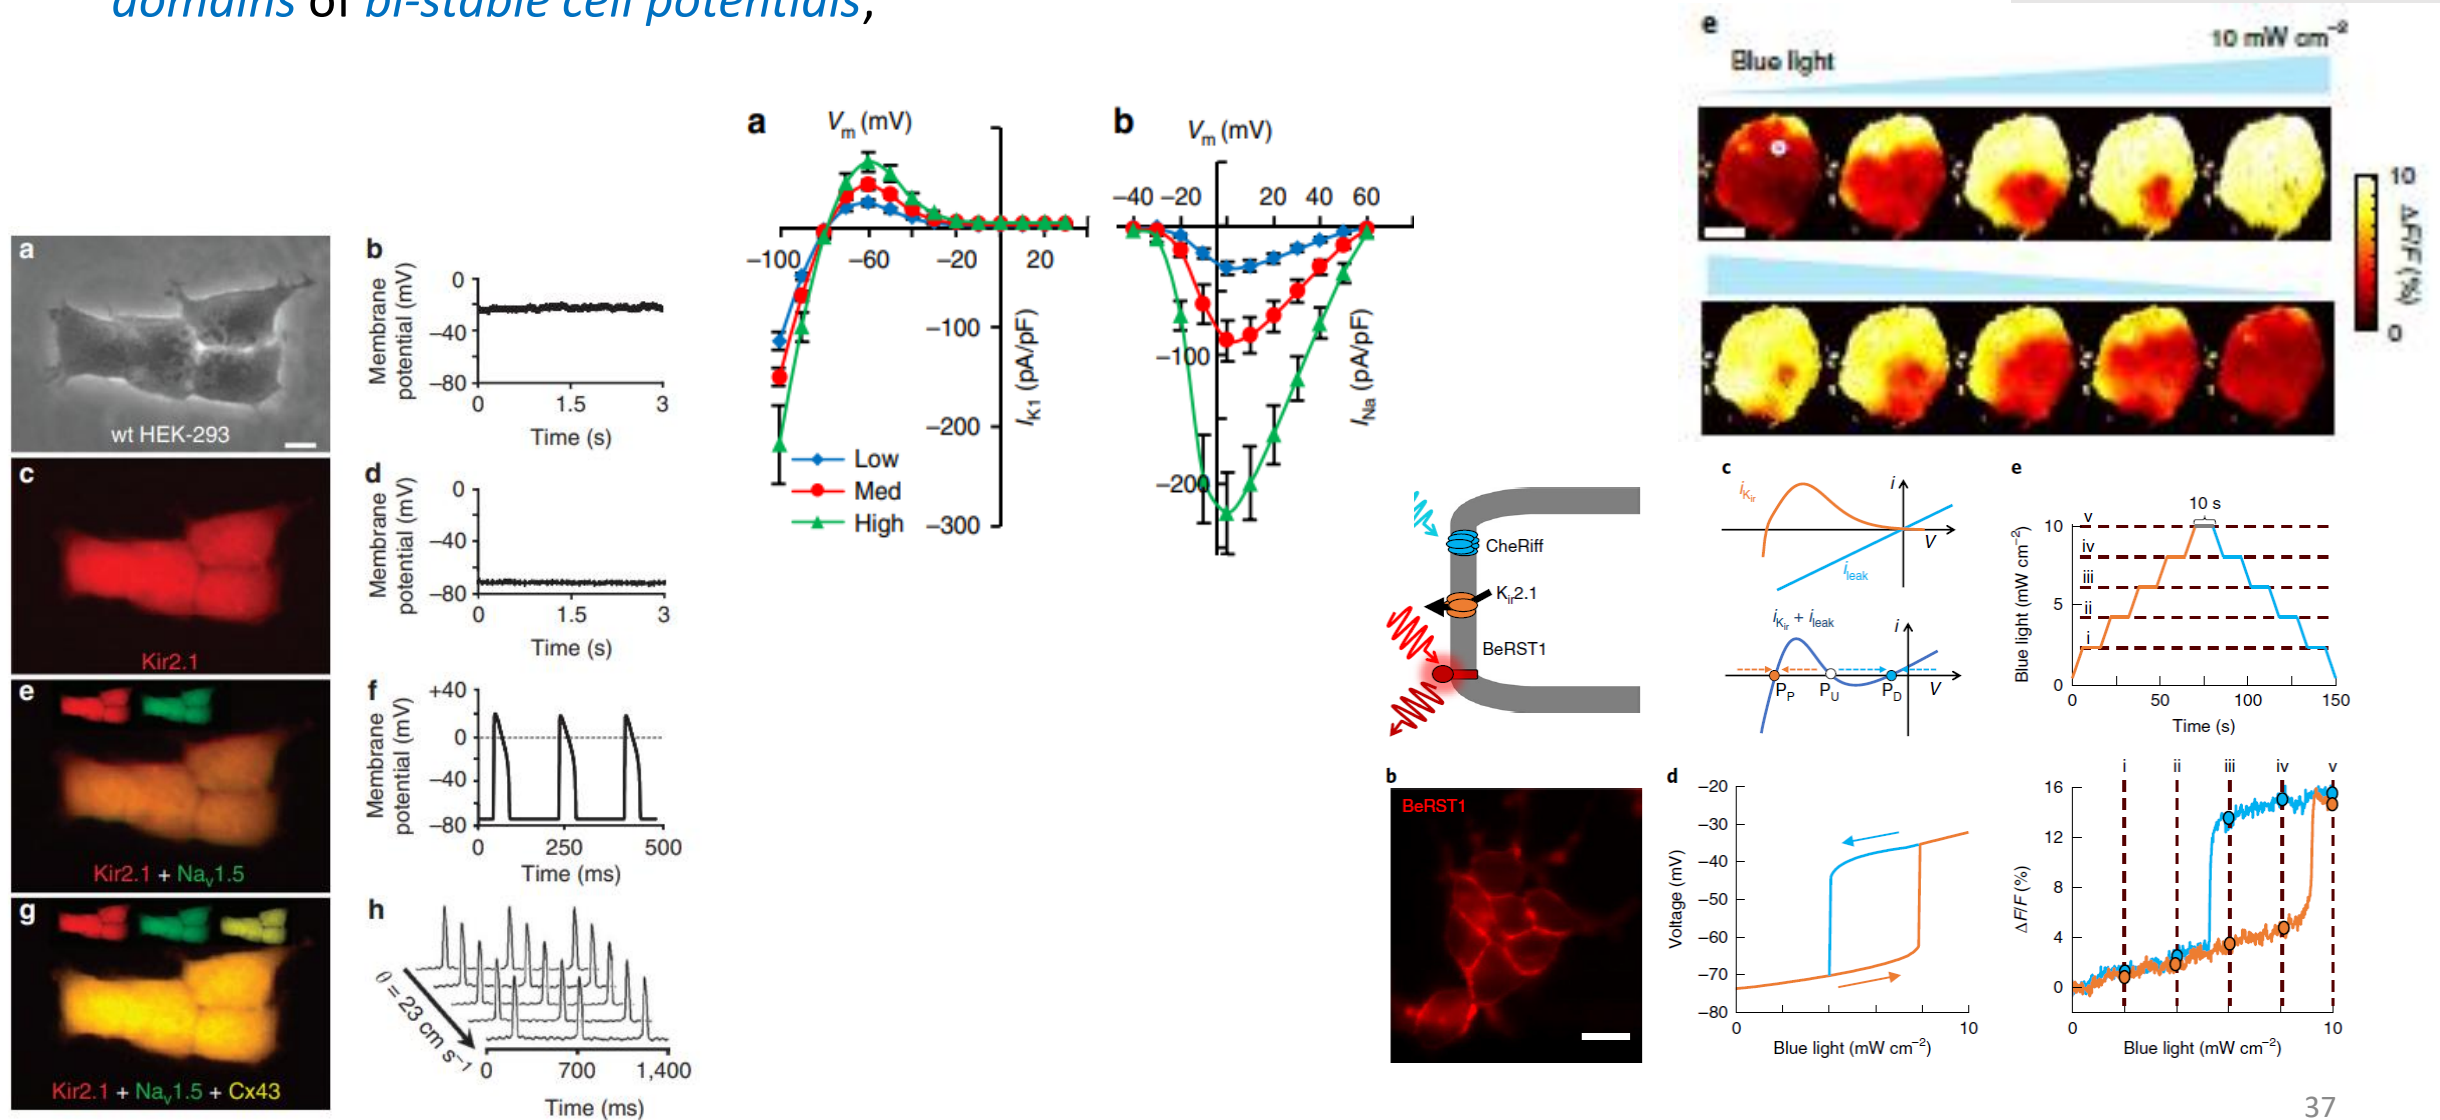 domains of bi-stable cell potentials,
a
wt HEK-293
b
Membrane potential (mV)
0
−40
−80
0 1.5 3
Time (s)
c
Kir2.1
d
Membrane potential (mV)
0
−40
−80
0 1.5 3
Time (s)
e
Kir2.1 + Nav1.5
f
Membrane potential (mV)
+40
0
−40
−80
0 250 500
Time (ms)
g
Kir2.1 + Nav1.5 + Cx43
h
θ = 23 cm s−1
0 700 1,400
Time (ms)
a
Vm (mV)
−100 −60 −20 20
−100
−200
−300
IK1 (pA/pF)
Low
Med
High
b
Vm (mV)
−40 −20 20 40 60
−100
−200
INa (pA/pF)
e
Blue light
10 mW cm−2
10
0
ΔF/F (%)
CheRiff
Kir2.1
BeRST1
b
BeRST1
c
iKir
i
V
ileak
iKir + ileak
i
PP PU PD V
d
Voltage (mV)
−20
−30
−40
−50
−60
−70
−80
0 10
Blue light (mW cm−2)
e
10 s
Blue light (mW cm−2)
10
5
0
v
iv
iii
ii
i
0 50 100 150
Time (s)
i ii iii iv v
ΔF/F (%)
16
12
8
4
0
0 10
Blue light (mW cm−2)
37